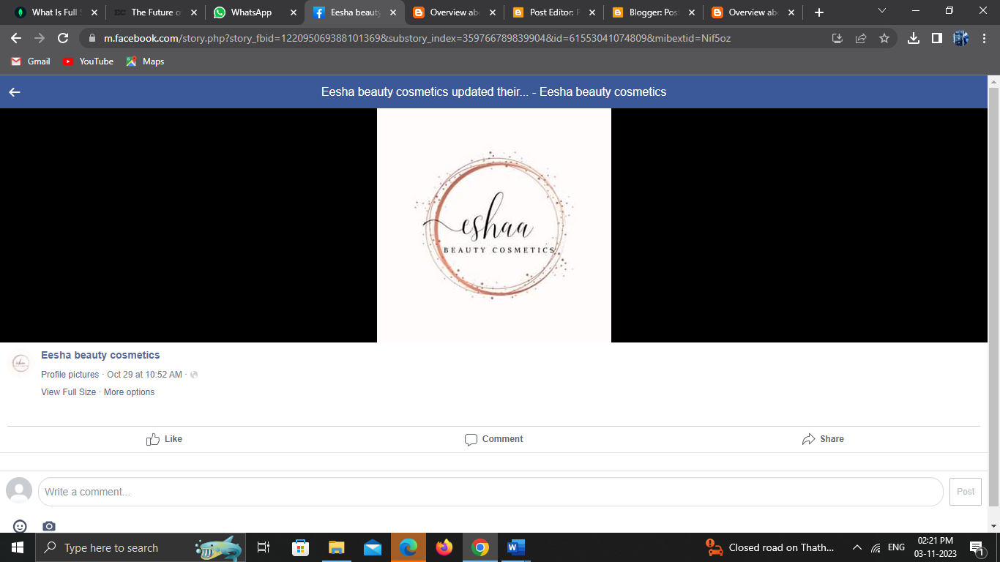 What Is Full S
The Future o
WhatsApp
Eesha beauty
Overview abo
Post Editor: P
Blogger: Post
Overview abo
m.facebook.com/story.php?story_fbid=122095069388101369&substory_index=359766789839904&id=61553041074809&mibextid=Nif5oz
Gmail
YouTube
Maps
Eesha beauty cosmetics updated their... - Eesha beauty cosmetics
eshaa
BEAUTY COSMETICS
Eesha beauty cosmetics
Profile pictures · Oct 29 at 10:52 AM ·
View Full Size · More options
Like
Comment
Share
Write a comment...
Post
Type here to search
Closed road on Thath...
ENG
02:21 PM
03-11-2023
1